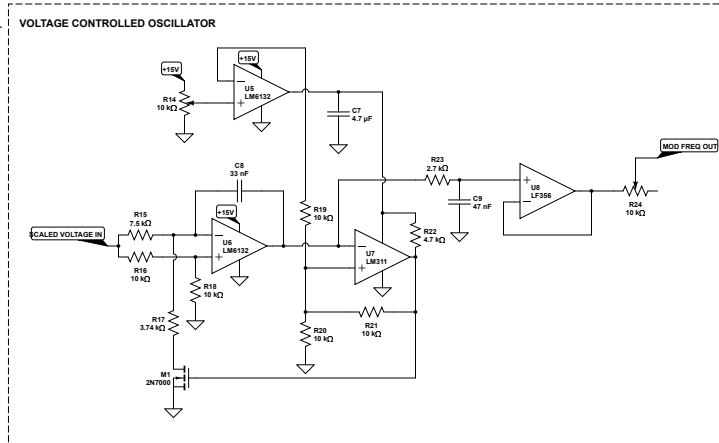 VOLTAGE CONTROLLED OSCILLATOR
+15V
+15V
R14
10 kΩ
U5
LM6132
C7
4.7 µF
MOD FREQ OUT
C8
33 nF
R23
2.7 kΩ
U8
LF356
R24
10 kΩ
C9
47 nF
R19
10 kΩ
R15
7.5 kΩ
+15V
SCALED VOLTAGE IN
U6
LM6132
R16
10 kΩ
R18
10 kΩ
U7
LM311
R22
4.7 kΩ
R17
3.74 kΩ
R20
10 kΩ
R21
10 kΩ
M1
2N7000